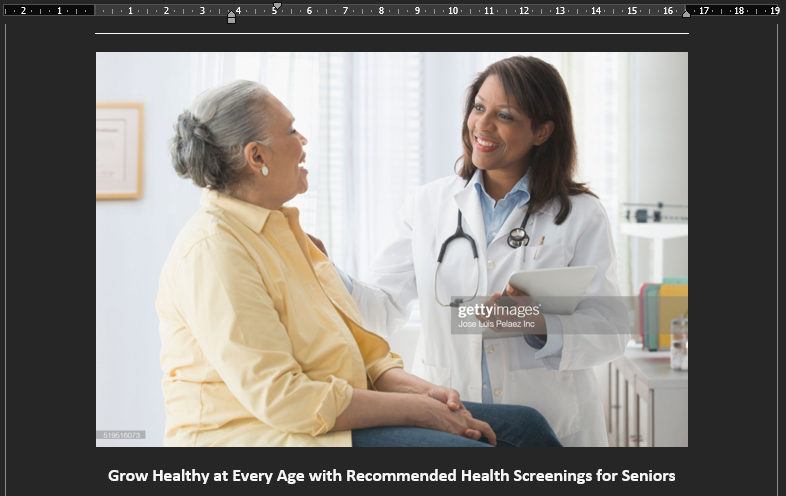 2 1 1 2 3 4 5 6 7 8 9 10 11 12 13 14 15 16 17 18 19
gettyimages®
Jose Luis Pelaez Inc
519516073
Grow Healthy at Every Age with Recommended Health Screenings for Seniors